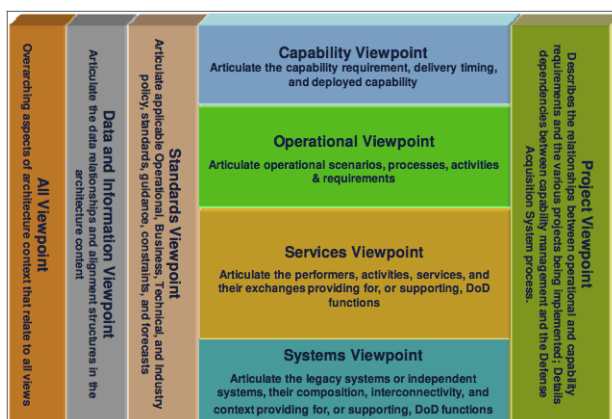 All Viewpoint
Overarching aspects of architecture context that relate to all views
Data and Information Viewpoint
Articulate the data relationships and alignment structures in the
architecture content
Standards Viewpoint
Articulate applicable Operational, Business, Technical, and Industry
policy, standards, guidance, constraints, and forecasts
Capability Viewpoint
Articulate the capability requirement, delivery timing,
and deployed capability
Operational Viewpoint
Articulate operational scenarios, processes, activities
& requirements
Services Viewpoint
Articulate the performers, activities, services, and
their exchanges providing for, or supporting, DoD
functions
Systems Viewpoint
Articulate the legacy systems or independent
systems, their composition, interconnectivity, and
context providing for, or supporting, DoD functions
Project Viewpoint
Describes the relationships between operational and capability
requirements and the various projects being implemented; Details
dependencies between capability management and the Defense
Acquisition System process.